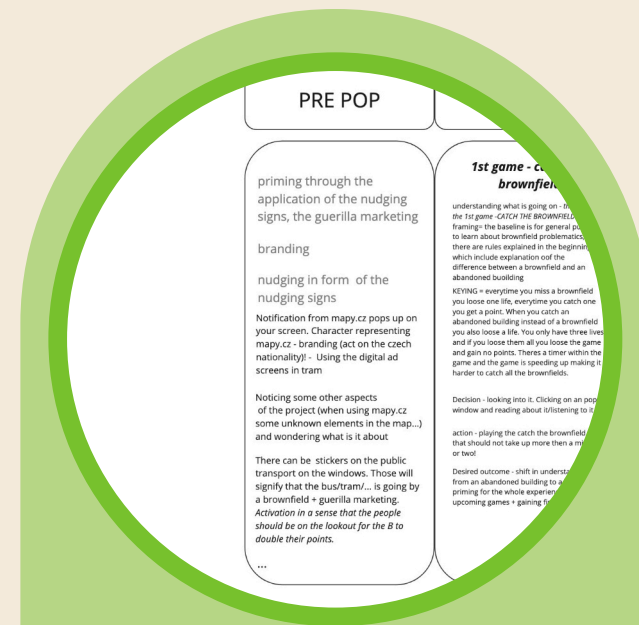 PRE POP
priming through the
application of the nudging
signs, the guerilla marketing
branding
nudging in form  of the
nudging signs
Notification from mapy.cz pops up on
your screen. Character representing
mapy.cz - branding (act on the czech
nationality)! -  Using the digital ad
screens in tram
Noticing some other aspects
of the project (when using mapy.cz
some unknown elements in the map...)
and wondering what is it about
There can be  stickers on the public
transport on the windows. Those will
signify that the bus/tram/... is going by
a brownfield + guerilla marketing.
Activation in a sense that the people
should be on the lookout for the B to
double their points.
...
1st game -
understanding what is going on -
the 1st game -CATCH THE BROWNFIELD
framing= the baseline is for general
to learn about brownfield problematics,
there are rules explained in the beginning
which include explanation oof the
difference between a brownfield and an
abandoned buoilding
KEYING = everytime you miss a brownfield
you loose one life, everytime you catch one
you get a point. When you catch an
abandoned building instead of a brownfield
you also loose a life. You only have three lives
and if you loose them all you loose the game
and gain no points. Theres a timer within the
game and the game is speeding up making it
harder to catch all the brownfields.
Decision - looking into it. Clicking on an pop
window and reading about it/listening to it
action - playing the catch the brownfield
that should not take up more then a
or two!
Desired outcome - shift in
from an abandoned building to a
priming for the whole
upcoming games + gaining